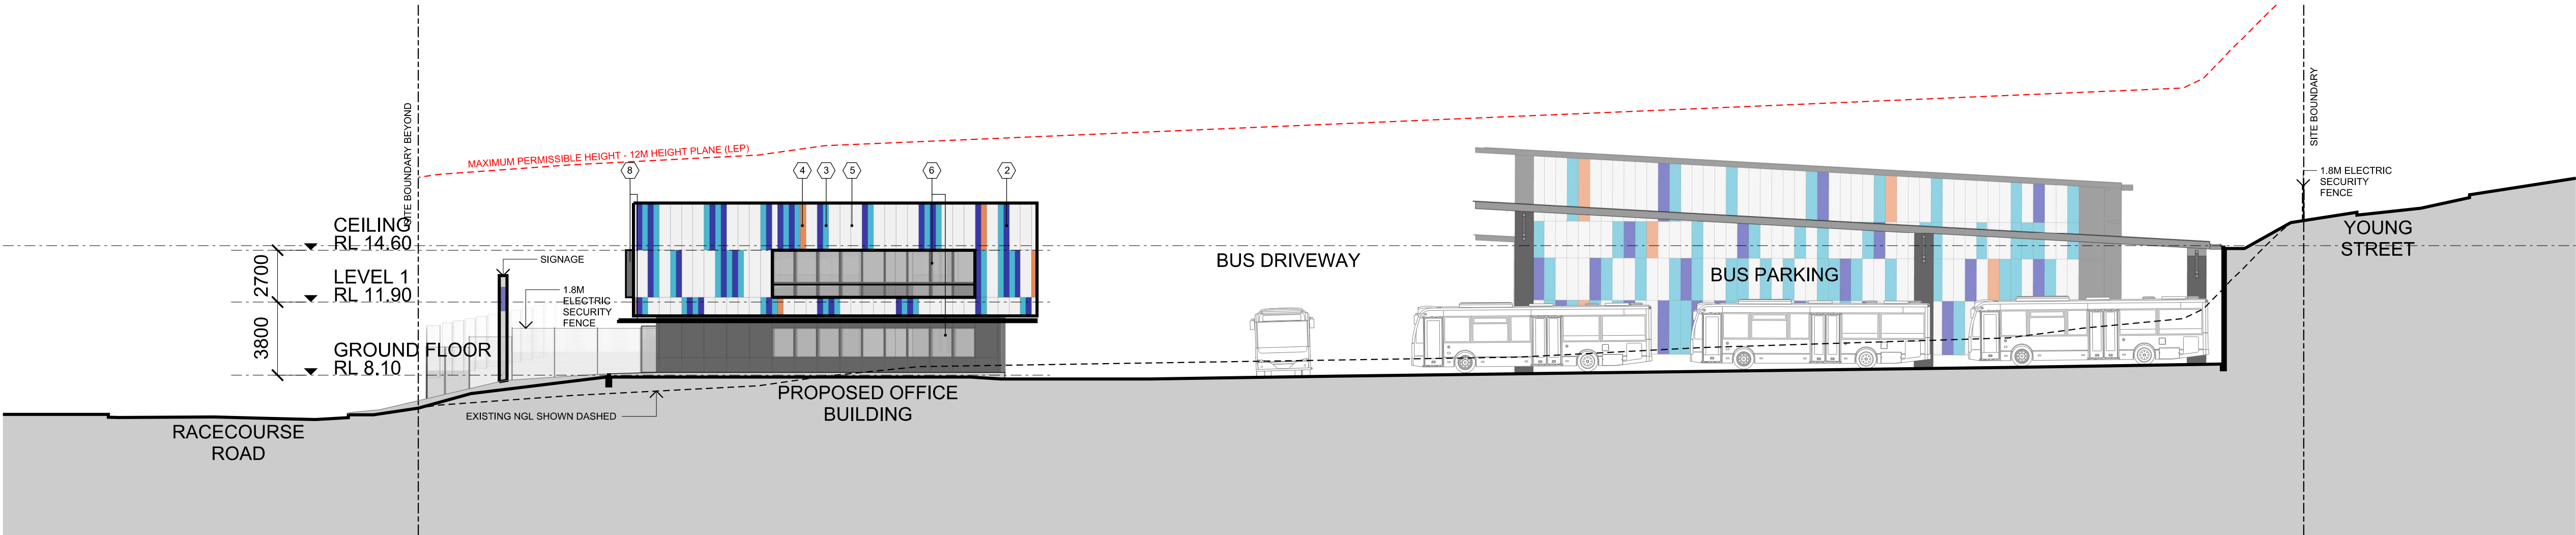 SITE BOUNDARY BEYOND
MAXIMUM PERMISSIBLE HEIGHT - 12M HEIGHT PLANE (LEP)
8
4
3
5
6
2
SITE BOUNDARY
1.8M ELECTRIC
SECURITY
FENCE
CEILING
RL 14.60
2700
LEVEL 1
RL 11.90
3800
GROUND FLOOR
RL 8.10
SIGNAGE
1.8M
ELECTRIC
SECURITY
FENCE
BUS DRIVEWAY
BUS PARKING
YOUNG
STREET
PROPOSED OFFICE
BUILDING
EXISTING NGL SHOWN DASHED
RACECOURSE
ROAD